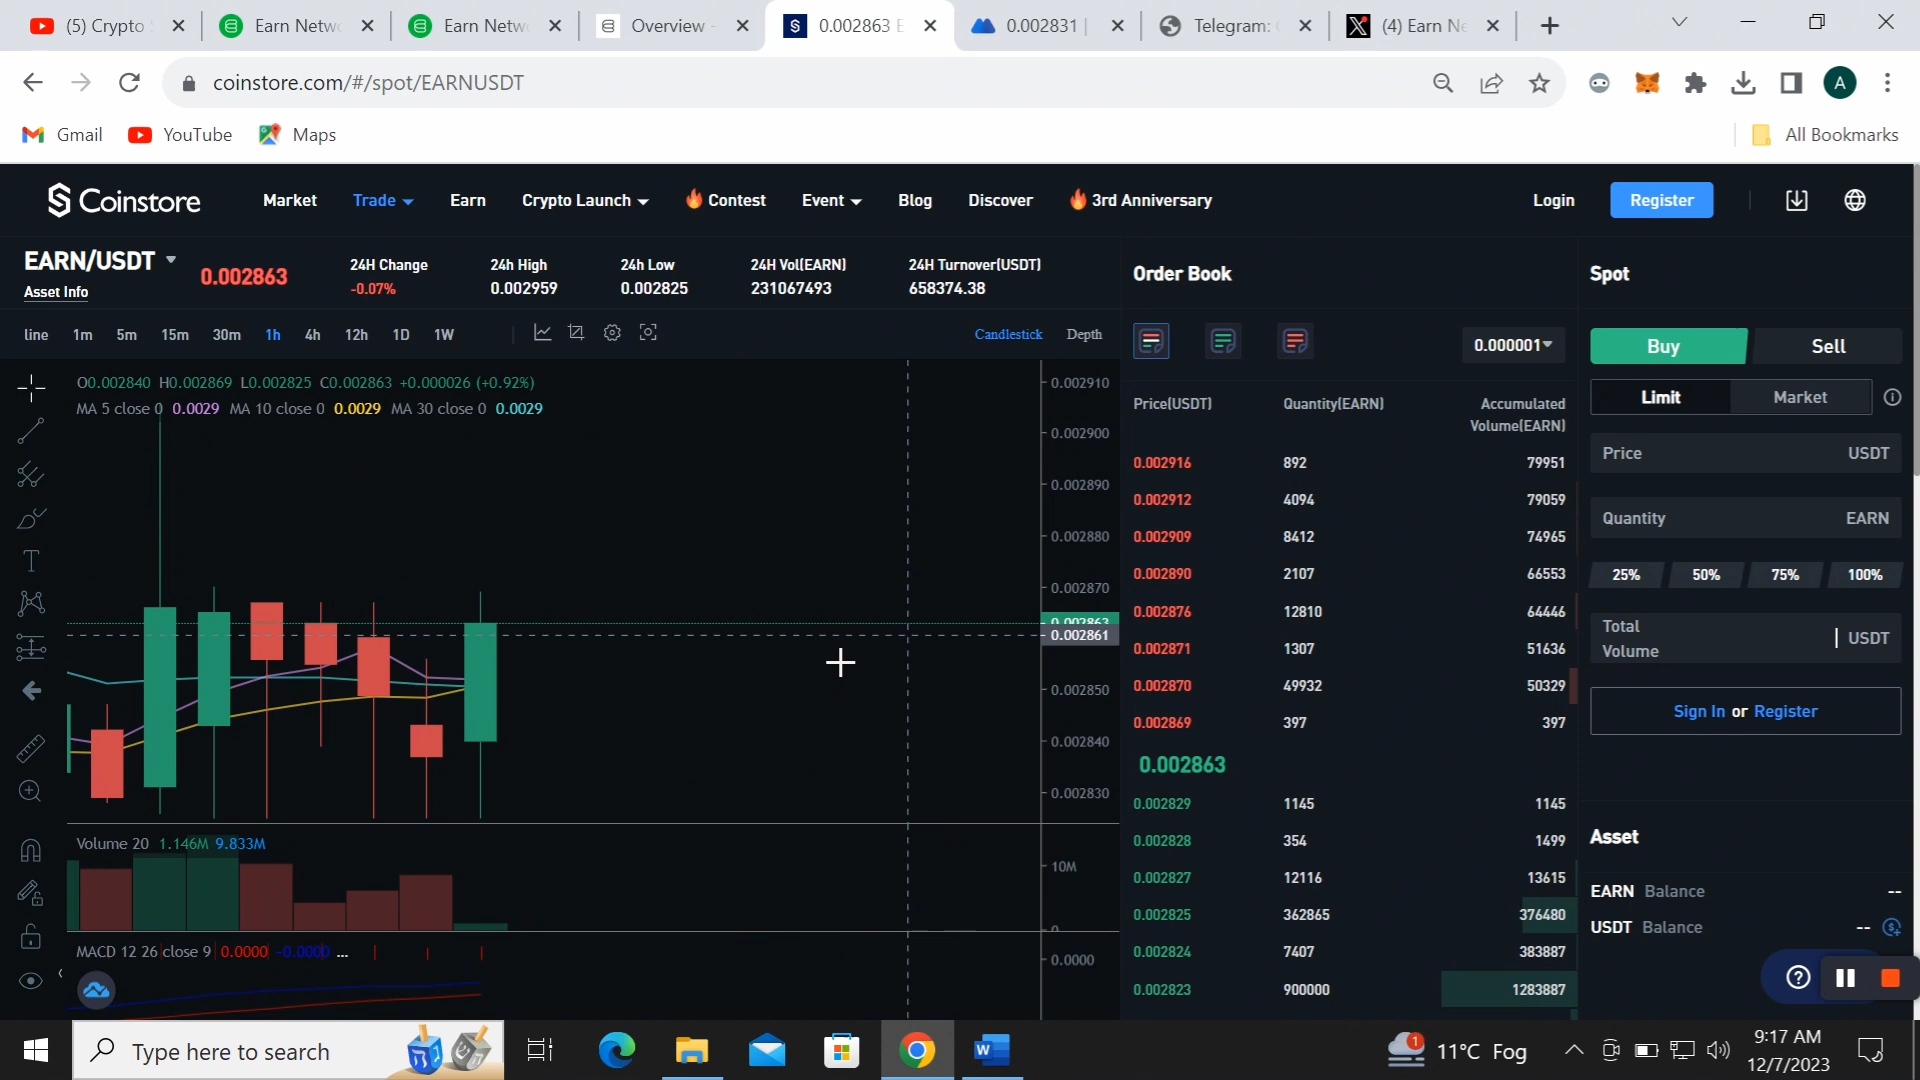 (5) Crypto
Earn Netw
Earn Netw
Overview -
0.002863 E
0.002831 |
Telegram:
(4) Earn Ne
coinstore.com/#/spot/EARNUSDT
A
Gmail
YouTube
Maps
All Bookmarks
Coinstore
Market
Trade
Earn
Crypto Launch
Contest
Event
Blog
Discover
3rd Anniversary
Login
Register
EARN/USDT
Asset Info
0.002863
24H Change
-0.07%
24h High
0.002959
24h Low
0.002825
24H Vol(EARN)
231067493
24H Turnover(USDT)
658374.38
line 1m 5m 15m 30m 1h 4h 12h 1D 1W
Candlestick Depth
O0.002840 H0.002869 L0.002825 C0.002863 +0.000026 (+0.92%)
MA 5 close 0 0.0029 MA 10 close 0 0.0029 MA 30 close 0 0.0029
0.002910
0.002900
0.002890
0.002880
0.002870
0.002863
0.002861
0.002850
0.002840
0.002830
Volume 20 1.146M 9.833M
10M
0
MACD 12 26 close 9 0.0000 -0.0000 ...
0.0000
Order Book
0.000001
Price(USDT) Quantity(EARN) Accumulated
Volume(EARN)
0.002916 892 79951
0.002912 4094 79059
0.002909 8412 74965
0.002890 2107 66553
0.002876 12810 64446
0.002871 1307 51636
0.002870 49932 50329
0.002869 397 397
0.002863
0.002829 1145 1145
0.002828 354 1499
0.002827 12116 13615
0.002825 362865 376480
0.002824 7407 383887
0.002823 900000 1283887
Spot
Buy Sell
Limit Market
Price USDT
Quantity EARN
25% 50% 75% 100%
Total
Volume
USDT
Sign In or Register
Asset
EARN Balance --
USDT Balance --
Type here to search
1
11°C Fog
9:17 AM
12/7/2023